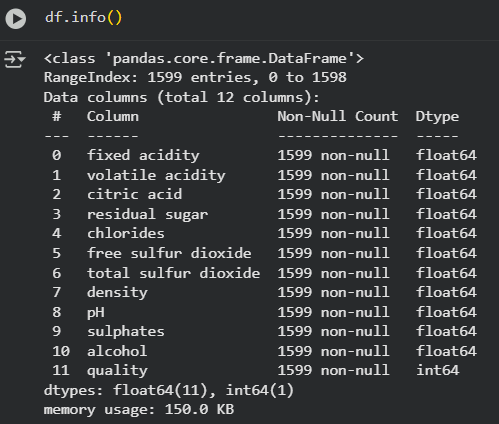 df.info()
<class 'pandas.core.frame.DataFrame'>
RangeIndex: 1599 entries, 0 to 1598
Data columns (total 12 columns):
 #   Column                Non-Null Count  Dtype
---  ------                --------------  -----
 0   fixed acidity         1599 non-null   float64
 1   volatile acidity      1599 non-null   float64
 2   citric acid           1599 non-null   float64
 3   residual sugar        1599 non-null   float64
 4   chlorides             1599 non-null   float64
 5   free sulfur dioxide   1599 non-null   float64
 6   total sulfur dioxide  1599 non-null   float64
 7   density               1599 non-null   float64
 8   pH                    1599 non-null   float64
 9   sulphates             1599 non-null   float64
 10  alcohol               1599 non-null   float64
 11  quality               1599 non-null   int64
dtypes: float64(11), int64(1)
memory usage: 150.0 KB